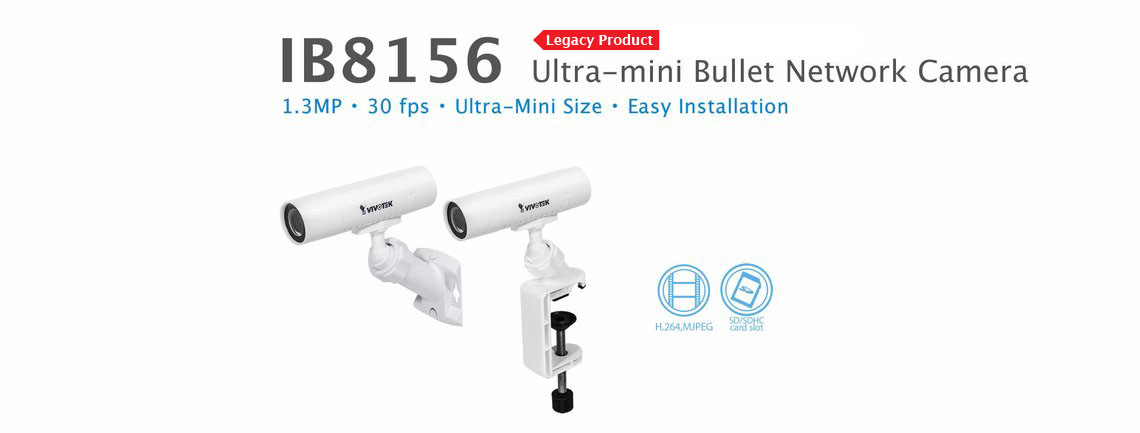 Legacy Product
IB8156 Ultra-mini Bullet Network Camera
1.3MP • 30 fps • Ultra-Mini Size • Easy Installation
VIVOTEK VIVOTEK
H.264,MJPEG
SD/SDHC
card slot